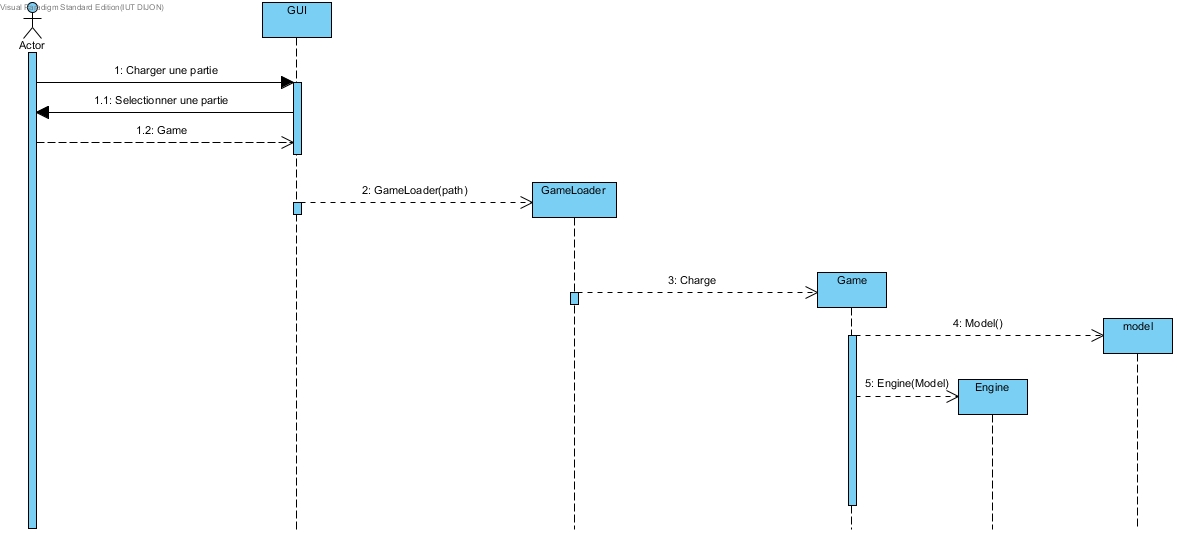 Visual Paradigm Standard Edition(IUT DIJON)
GUI
Actor
1: Charger une partie
1.1: Selectionner une partie
1.2: Game
2: GameLoader(path)
GameLoader
3: Charge
Game
4: Model()
model
5: Engine(Model)
Engine